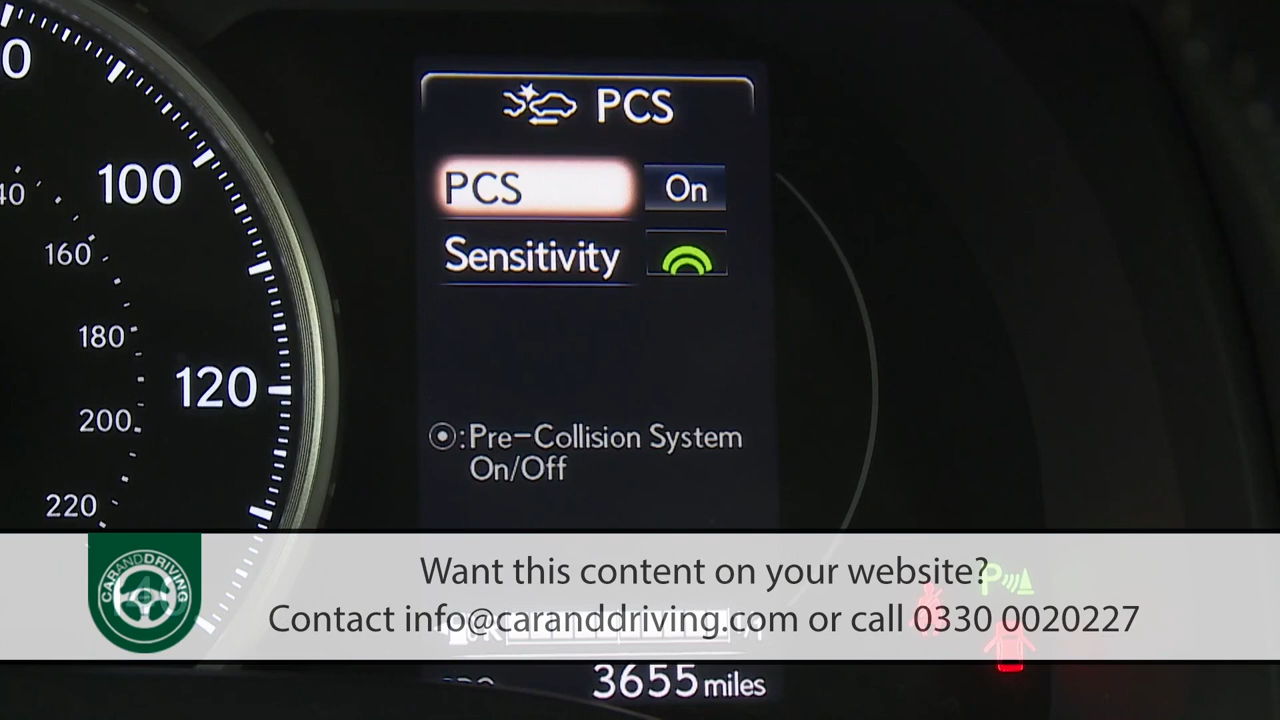 PCS
PCS On
Sensitivity
:Pre-Collision System
On/Off
100
160
180
120
200
220
CARANDDRIVING
Want this content on your website?
Contact info@caranddriving.com or call 0330 0020227
P
3655 miles